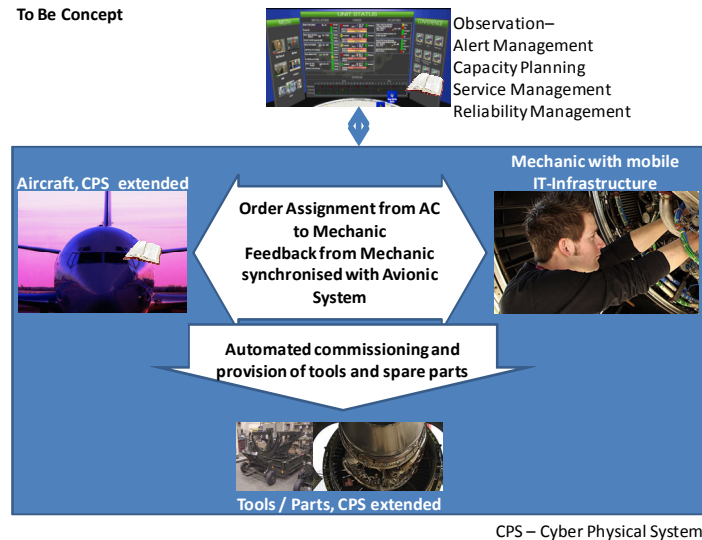 To Be Concept
UNIT STATUS
Observation–
Alert Management
Capacity Planning
Service Management
Reliability Management
Aircraft, CPS extended
Mechanic with mobile
IT-Infrastructure
Order Assignment from AC
to Mechanic
Feedback from Mechanic
synchronised with Avionic
System
Automated commissioning and
provision of tools and spare parts
Tools / Parts, CPS extended
CPS – Cyber Physical System